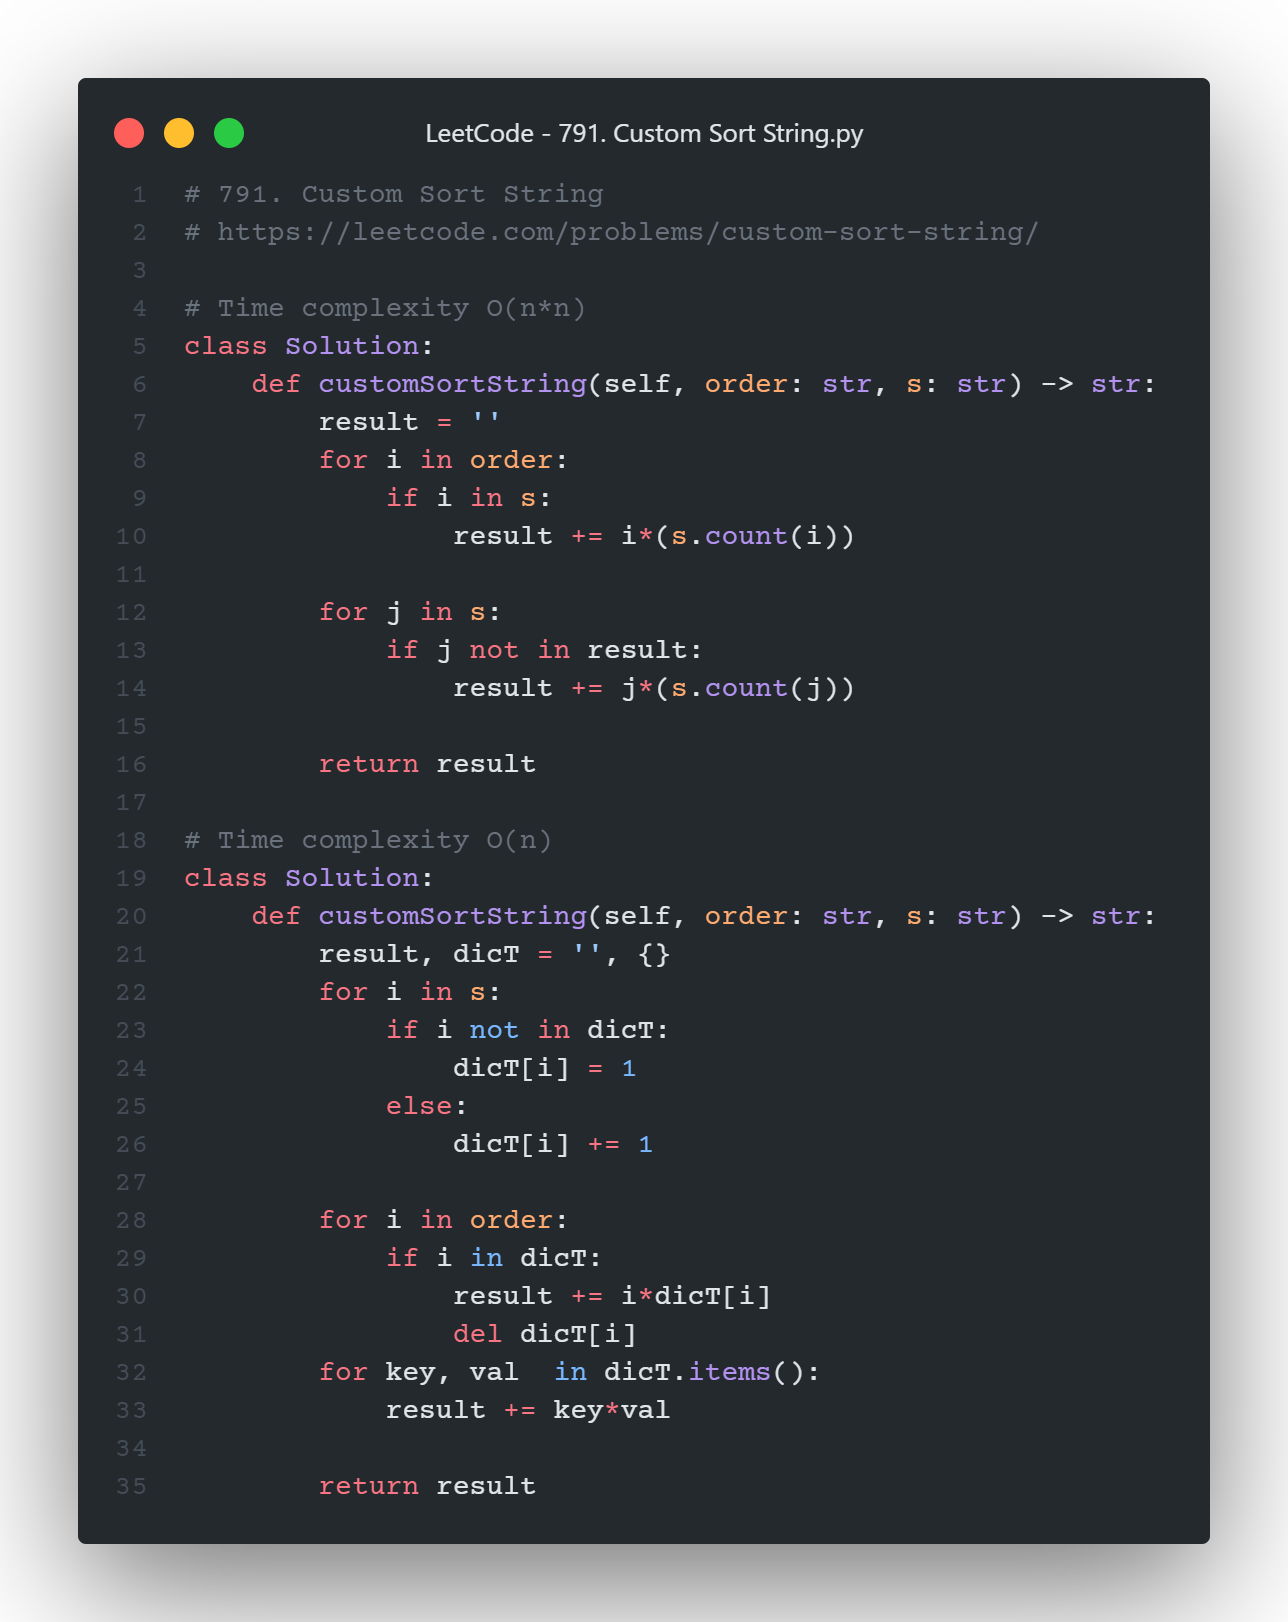 LeetCode - 791. Custom Sort String.py
1 # 791. Custom Sort String
2 # https://leetcode.com/problems/custom-sort-string/
3
4 # Time complexity O(n*n)
5 class Solution:
6     def customSortString(self, order: str, s: str) -> str:
7         result = ''
8         for i in order:
9             if i in s:
10                 result += i*(s.count(i))
11
12         for j in s:
13             if j not in result:
14                 result += j*(s.count(j))
15
16         return result
17
18 # Time complexity O(n)
19 class Solution:
20     def customSortString(self, order: str, s: str) -> str:
21         result, dicT = '', {}
22         for i in s:
23             if i not in dicT:
24                 dicT[i] = 1
25             else:
26                 dicT[i] += 1
27
28         for i in order:
29             if i in dicT:
30                 result += i*dicT[i]
31                 del dicT[i]
32         for key, val  in dicT.items():
33             result += key*val
34
35         return result